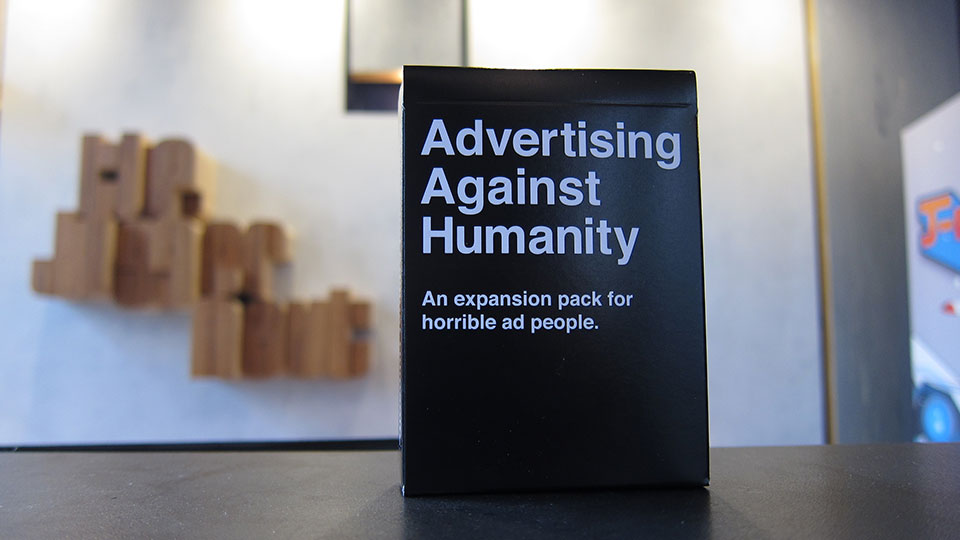 Advertising
Against
Humanity
An expansion pack for
horrible ad people.